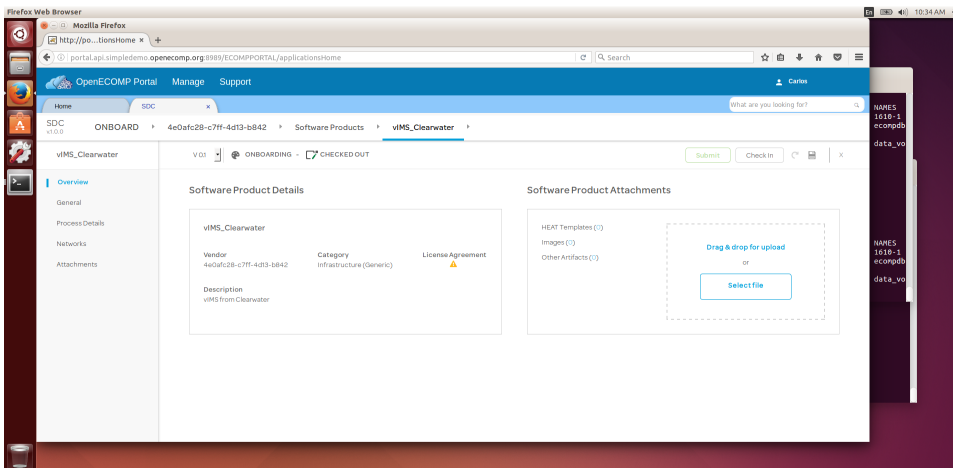 Firefox Web Browser
En
10:34 AM
Mozilla Firefox
http://po...tionsHome × +
portal.api.simpledemo.openecomp.org:8989/ECOMPPORTAL/applicationsHome
Search
OpenECOMP Portal Manage Support
Carlos
Home
SDC ×
What are you looking for?
SDC
v1.0.0
ONBOARD
4e0afc28-c7ff-4d13-b842
Software Products
vIMS_Clearwater
vIMS_Clearwater
V 0.1
ONBOARDING - CHECKED OUT
Submit
Check In
X
Overview
General
Process Details
Networks
Attachments
Software Product Details
vIMS_Clearwater
Vendor
4e0afc28-c7ff-4d13-b842
Category
Infrastructure (Generic)
License Agreement
Description
vIMS from Clearwater
Software Product Attachments
HEAT Templates (0)
Images (0)
Other Artifacts (0)
Drag & drop for upload
or
Select file
NAMES
1610-1
ecompdb
data_vo
NAMES
1610-1
ecompdb
data_vo